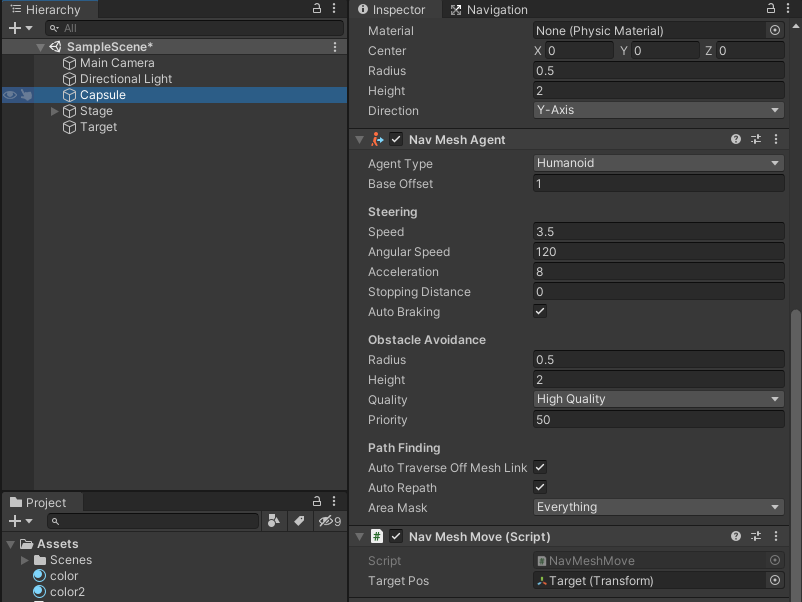 Hierarchy
All
SampleScene*
Main Camera
Directional Light
Capsule
Stage
Target
Project
9
Assets
Scenes
color
color2
Inspector
Navigation
Material
None (Physic Material)
Center
X 0
Y 0
Z 0
Radius
0.5
Height
2
Direction
Y-Axis
Nav Mesh Agent
Agent Type
Humanoid
Base Offset
1
Steering
Speed
3.5
Angular Speed
120
Acceleration
8
Stopping Distance
0
Auto Braking
Obstacle Avoidance
Radius
0.5
Height
2
Quality
High Quality
Priority
50
Path Finding
Auto Traverse Off Mesh Link
Auto Repath
Area Mask
Everything
# Nav Mesh Move (Script)
Script
NavMeshMove
Target Pos
Target (Transform)